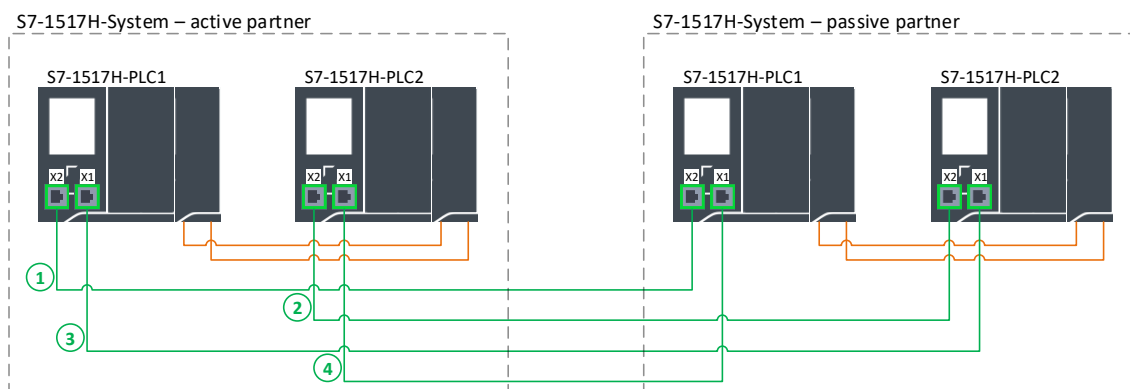 S7-1517H-System – active partner
S7-1517H-System – passive partner
S7-1517H-PLC1
S7-1517H-PLC2
S7-1517H-PLC1
S7-1517H-PLC2
X2 X1
X2 X1
X2 X1
X2 X1
1
2
3
4